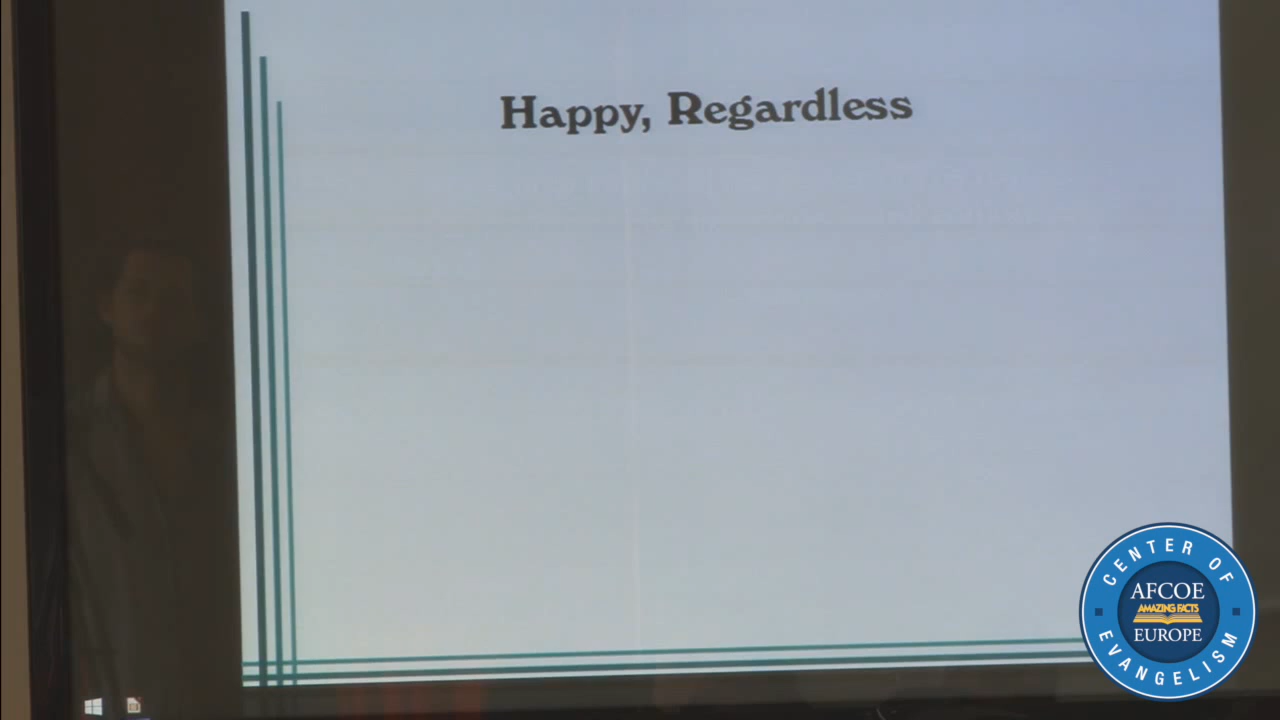 Happy, Regardless
CENTER OF
AFCOE
AMAZING FACTS
EUROPE
EVANGELISM